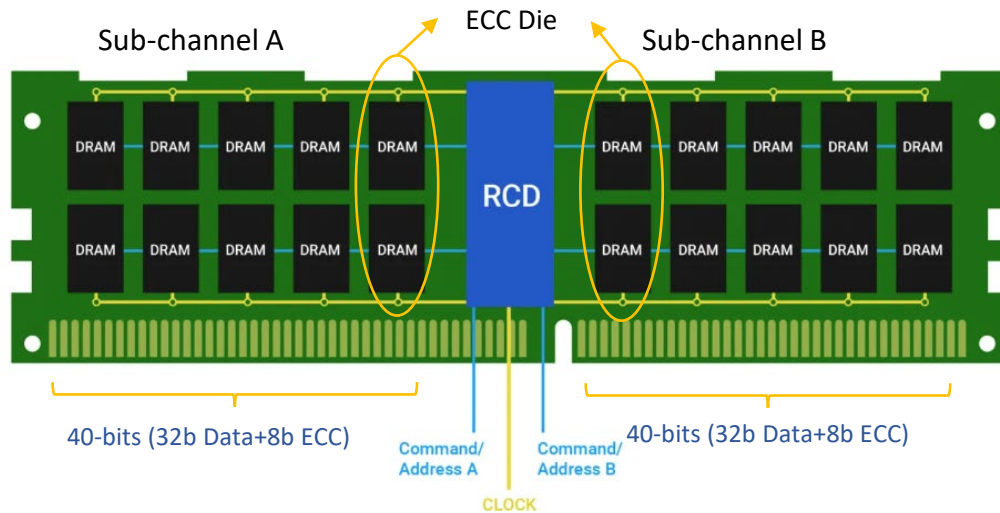 ECC Die
Sub-channel A
Sub-channel B
DRAM DRAM DRAM DRAM DRAM DRAM DRAM DRAM DRAM DRAM
RCD
DRAM DRAM DRAM DRAM DRAM DRAM DRAM DRAM DRAM DRAM
40-bits (32b Data+8b ECC)
40-bits (32b Data+8b ECC)
Command/
Address A
Command/
Address B
CLOCK